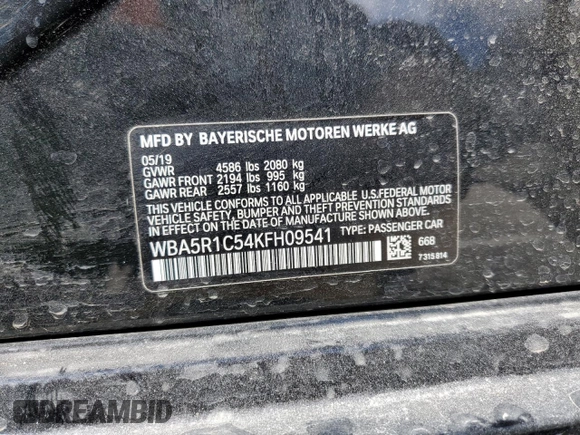 MFD BY BAYERISCHE MOTOREN WERKE AG
05/19
GVWR 4586 lbs 2080 kg
GAWR FRONT 2194 lbs 995 kg
GAWR REAR 2557 lbs 1160 kg
THIS VEHICLE CONFORMS TO ALL APPLICABLE U.S. FEDERAL MOTOR
VEHICLE SAFETY, BUMPER AND THEFT PREVENTION STANDARDS
IN EFFECT ON THE DATE OF MANUFACTURE SHOWN ABOVE.
WBA5R1C54KFH09541 TYPE: PASSENGER CAR
668
7315814
DREAMBID